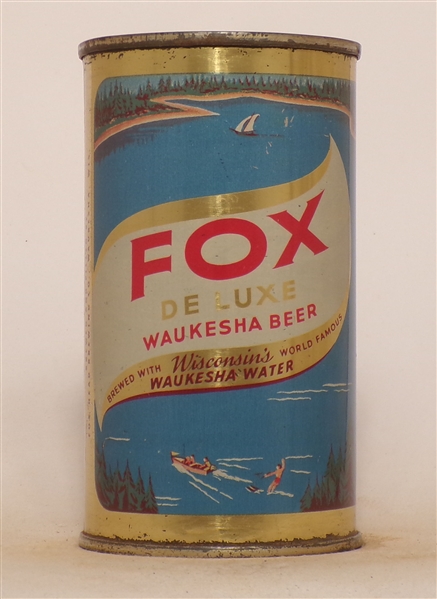 FOX
DE LUXE
WAUKESHA BEER
BREWED WITH Wisconsin's WORLD FAMOUS
WAUKESHA WATER